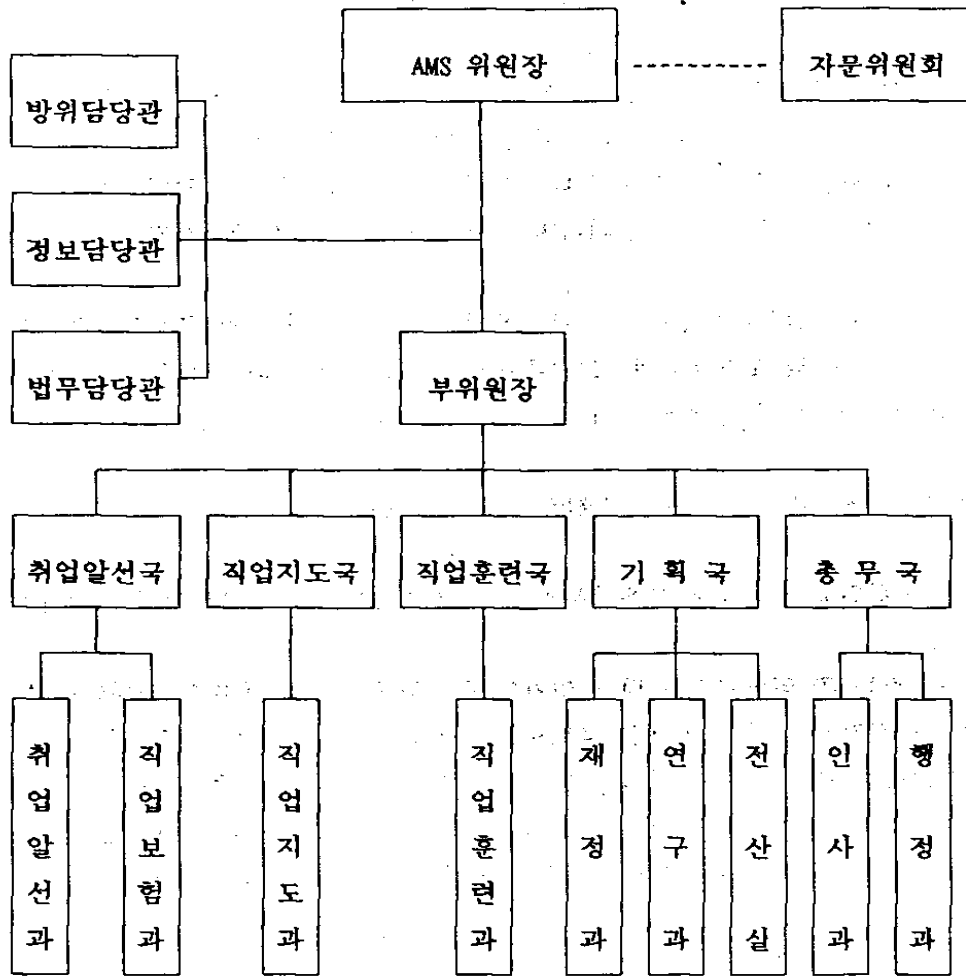 AMS 위원장
자문위원회
방위담당관
정보담당관
법무담당관
부위원장
취업알선국
직업지도국
직업훈련국
기 획 국
총 무 국
취업알선과
직업보험과
직업지도과
직업훈련과
재정과
연구과
전산실
인사과
행정과